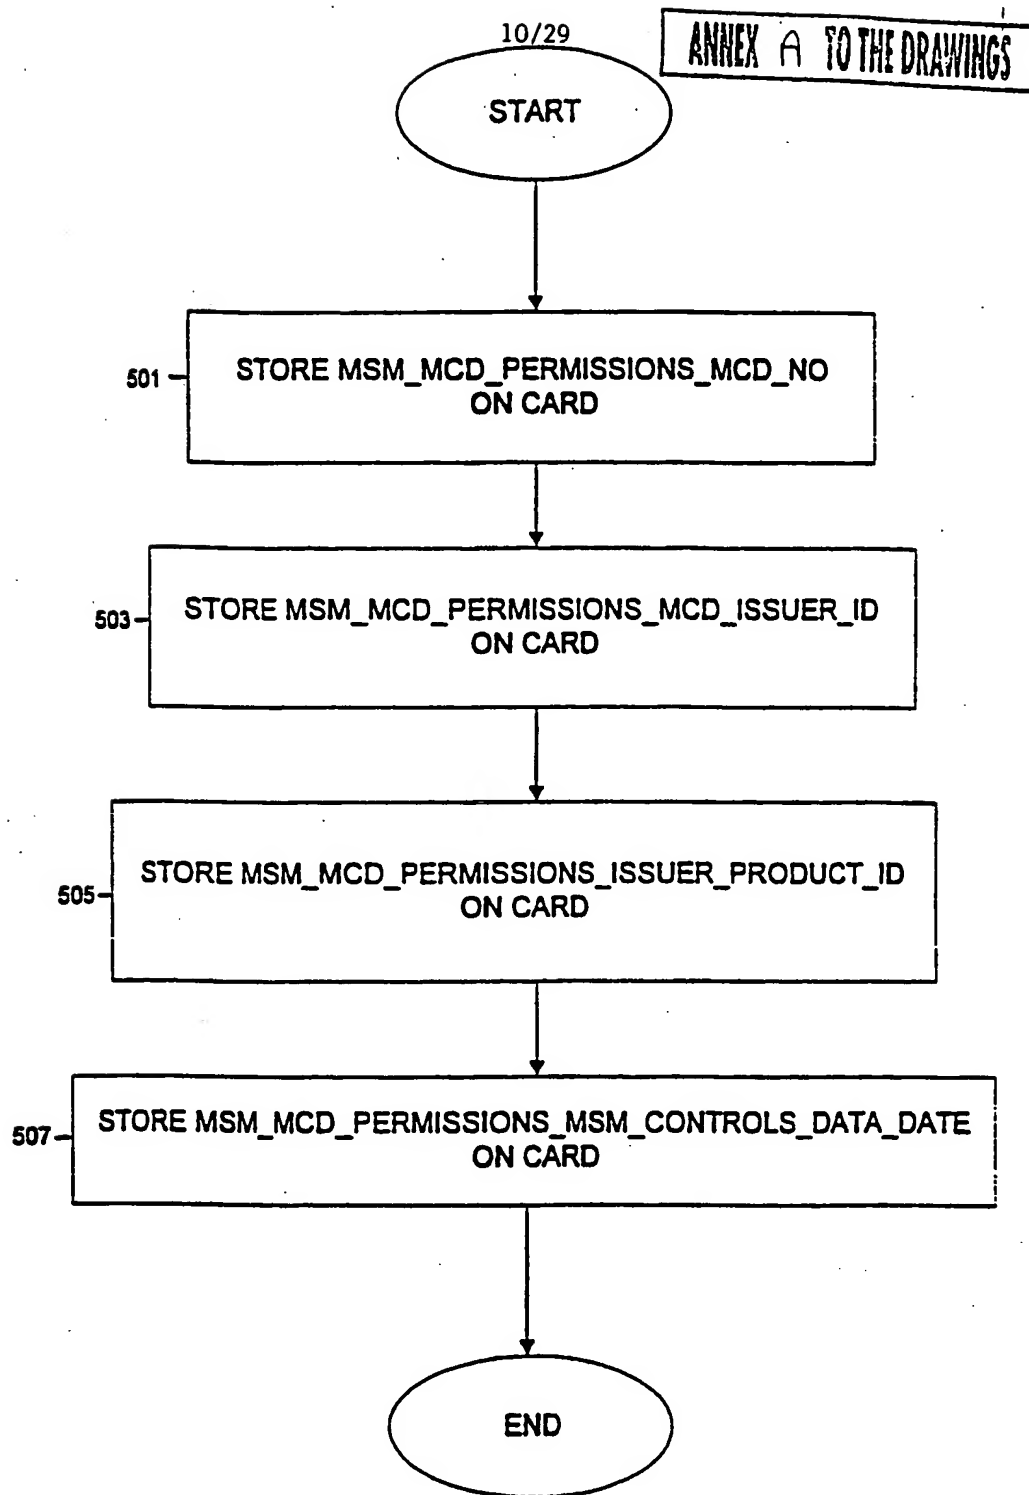 10/29
ANNEX A TO THE DRAWINGS
START
501
STORE MSM_MCD_PERMISSIONS_MCD_NO
ON CARD
503
STORE MSM_MCD_PERMISSIONS_MCD_ISSUER_ID
ON CARD
505
STORE MSM_MCD_PERMISSIONS_ISSUER_PRODUCT_ID
ON CARD
507
STORE MSM_MCD_PERMISSIONS_MSM_CONTROLS_DATA_DATE
ON CARD
END